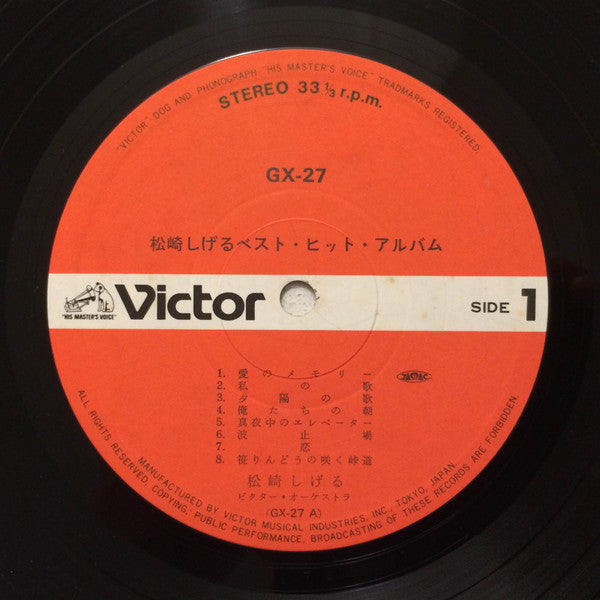 "VICTOR" DOG AND PHONOGRAPH "HIS MASTER'S VOICE" TRADMARKS REGISTERED.
STEREO 33 1/3 r.p.m.
GX-27
松崎しげるベスト・ヒット・アルバム
"HIS MASTER'S VOICE"
Victor
SIDE 1
1. 愛のメモリー
2. 私の歌
3. 夕陽の歌
4. 俺たちの朝
5. 真夜中のエレベーター
6. 波止場
7. 恋
8. 笹りんどうの咲く峠道
JASRAC
松崎しげる
ビクター・オーケストラ
(GX-27 A)
ALL RIGHTS RESERVED. COPYING, PUBLIC PERFORMANCE, BROADCASTING OF THESE RECORDS ARE FORBIDDEN.
MANUFACTURED BY VICTOR MUSICAL INDUSTRIES, INC., TOKYO, JAPAN.